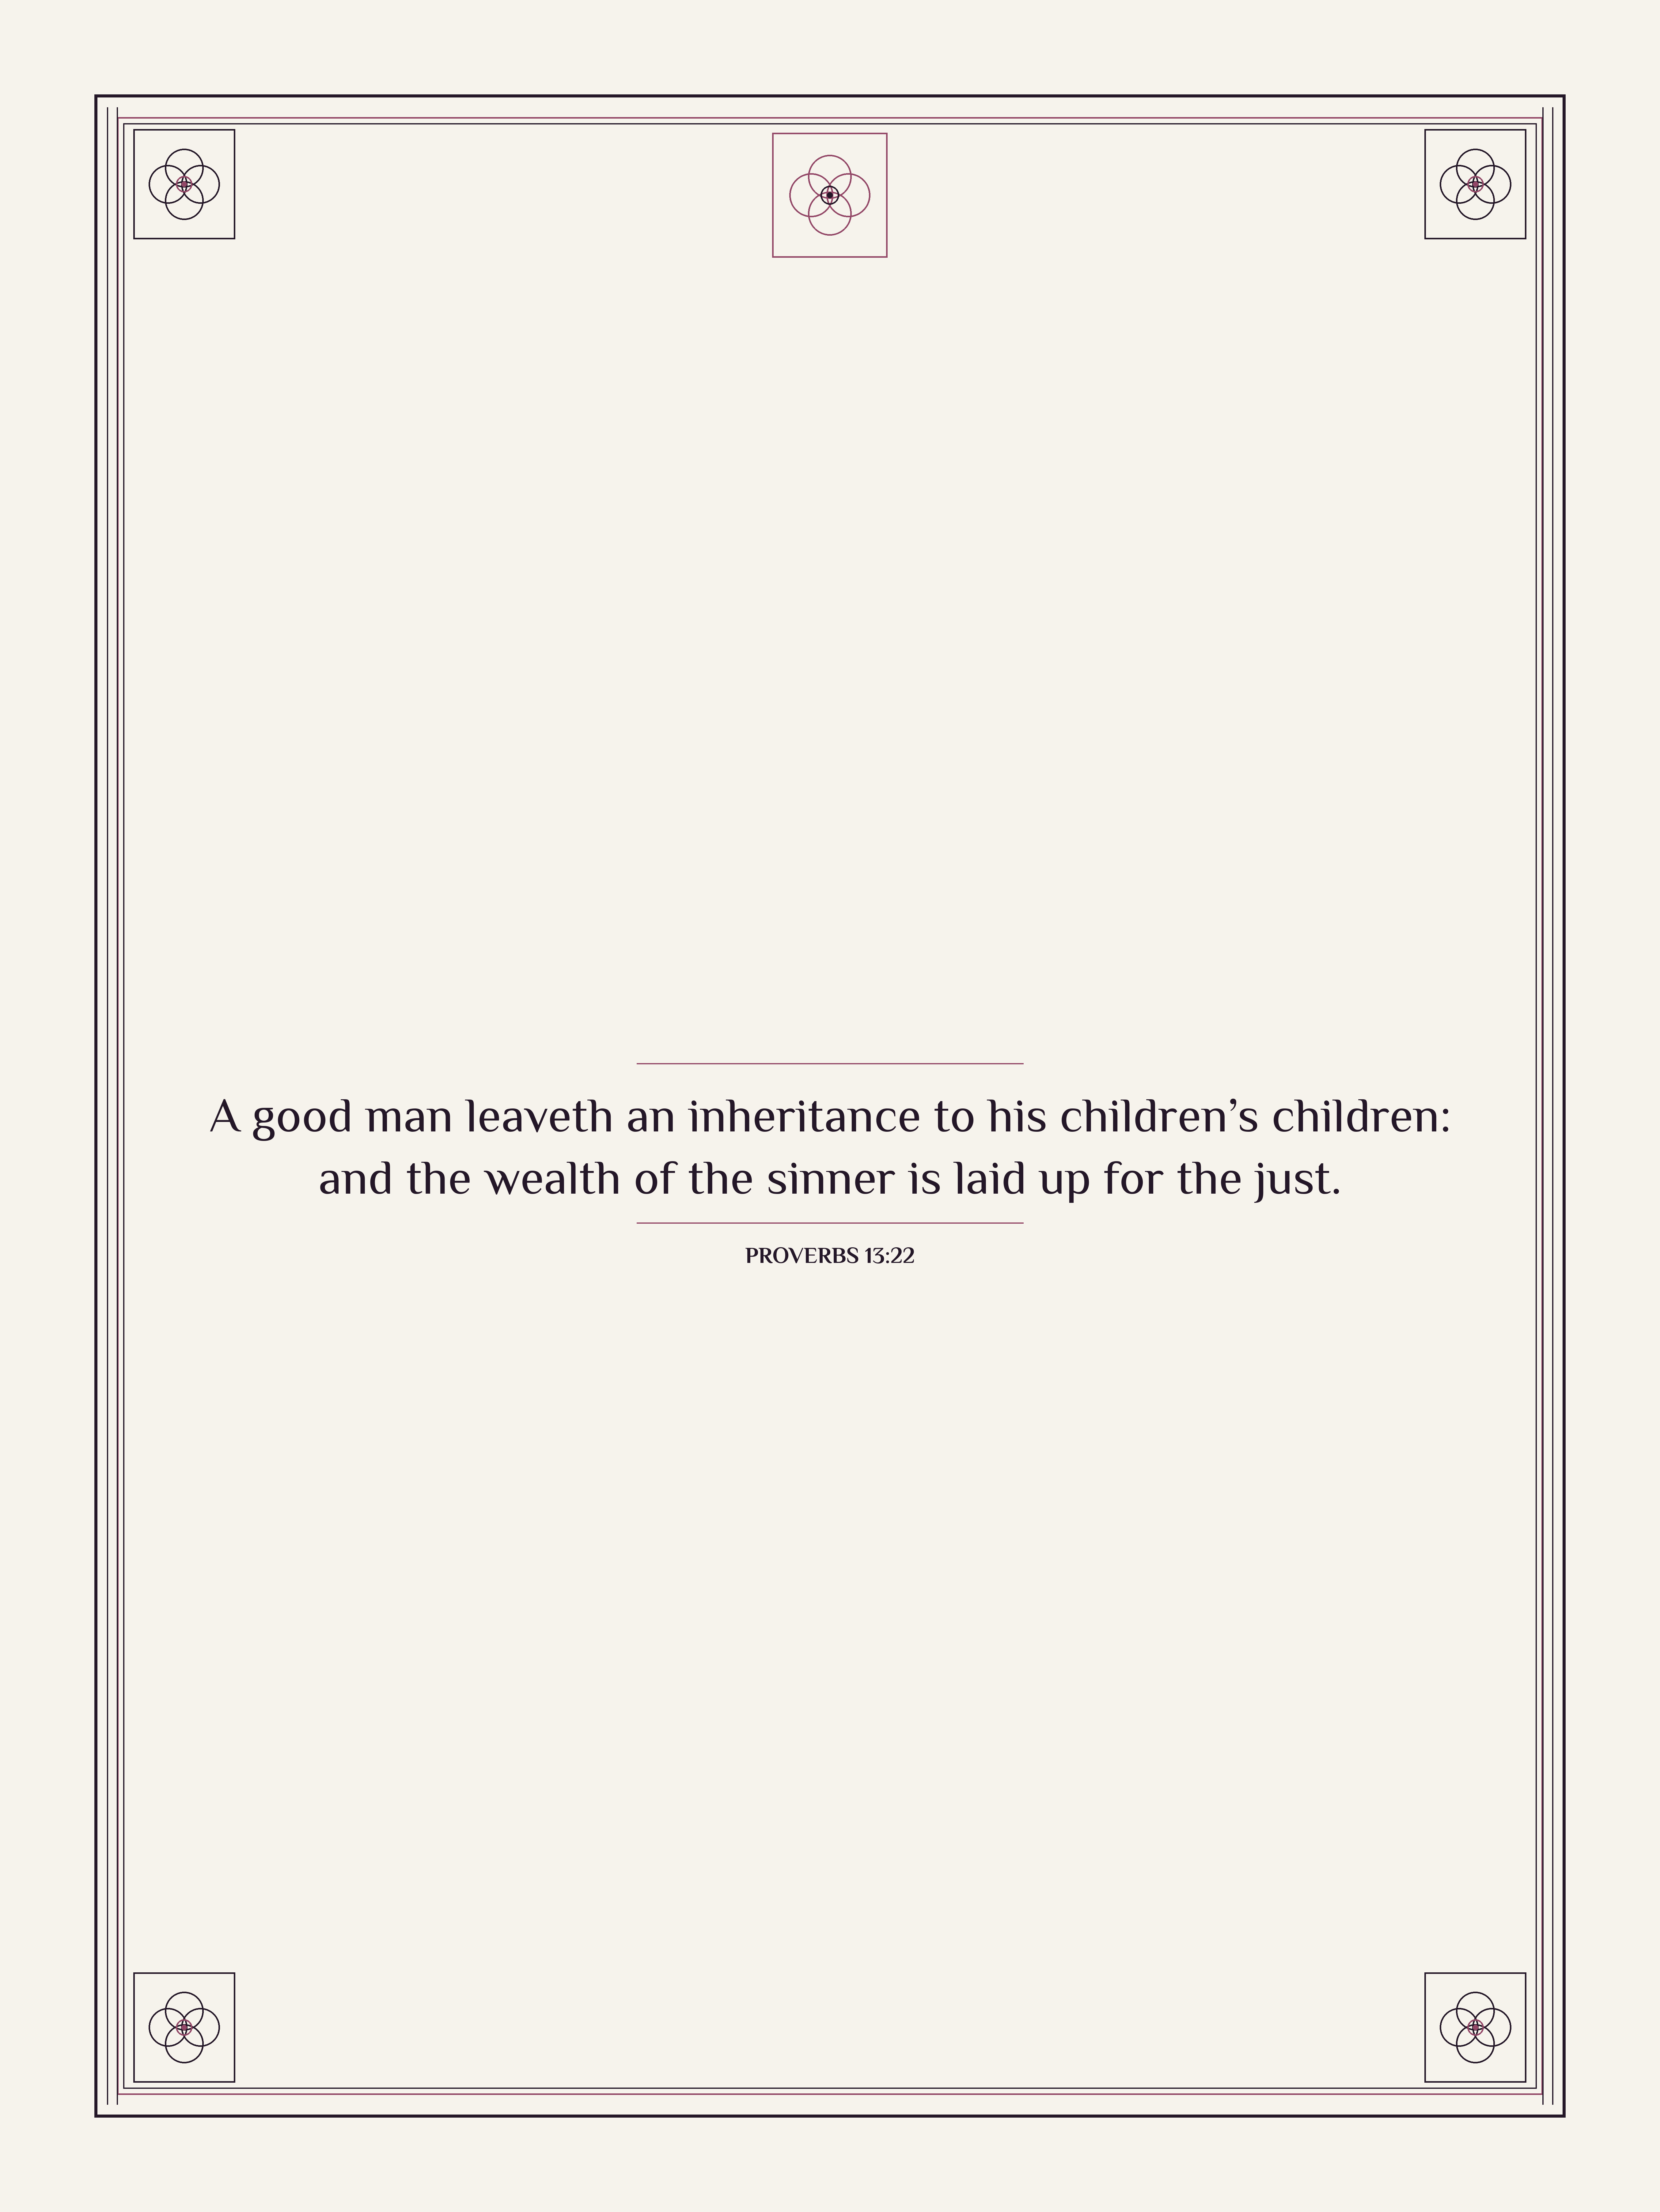 A good man leaveth an inheritance to his children’s children:
and the wealth of the sinner is laid up for the just.
PROVERBS 13:22